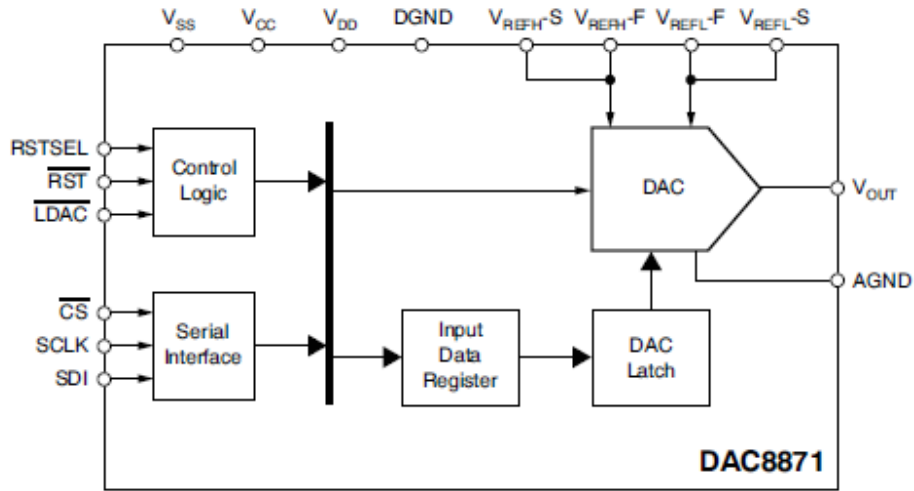 VSS VCC VDD DGND VREFH-S VREFH-F VREFL-F VREFL-S
RSTSEL
RST
LDAC
Control
Logic
DAC
VOUT
AGND
CS
SCLK
SDI
Serial
Interface
Input
Data
Register
DAC
Latch
DAC8871